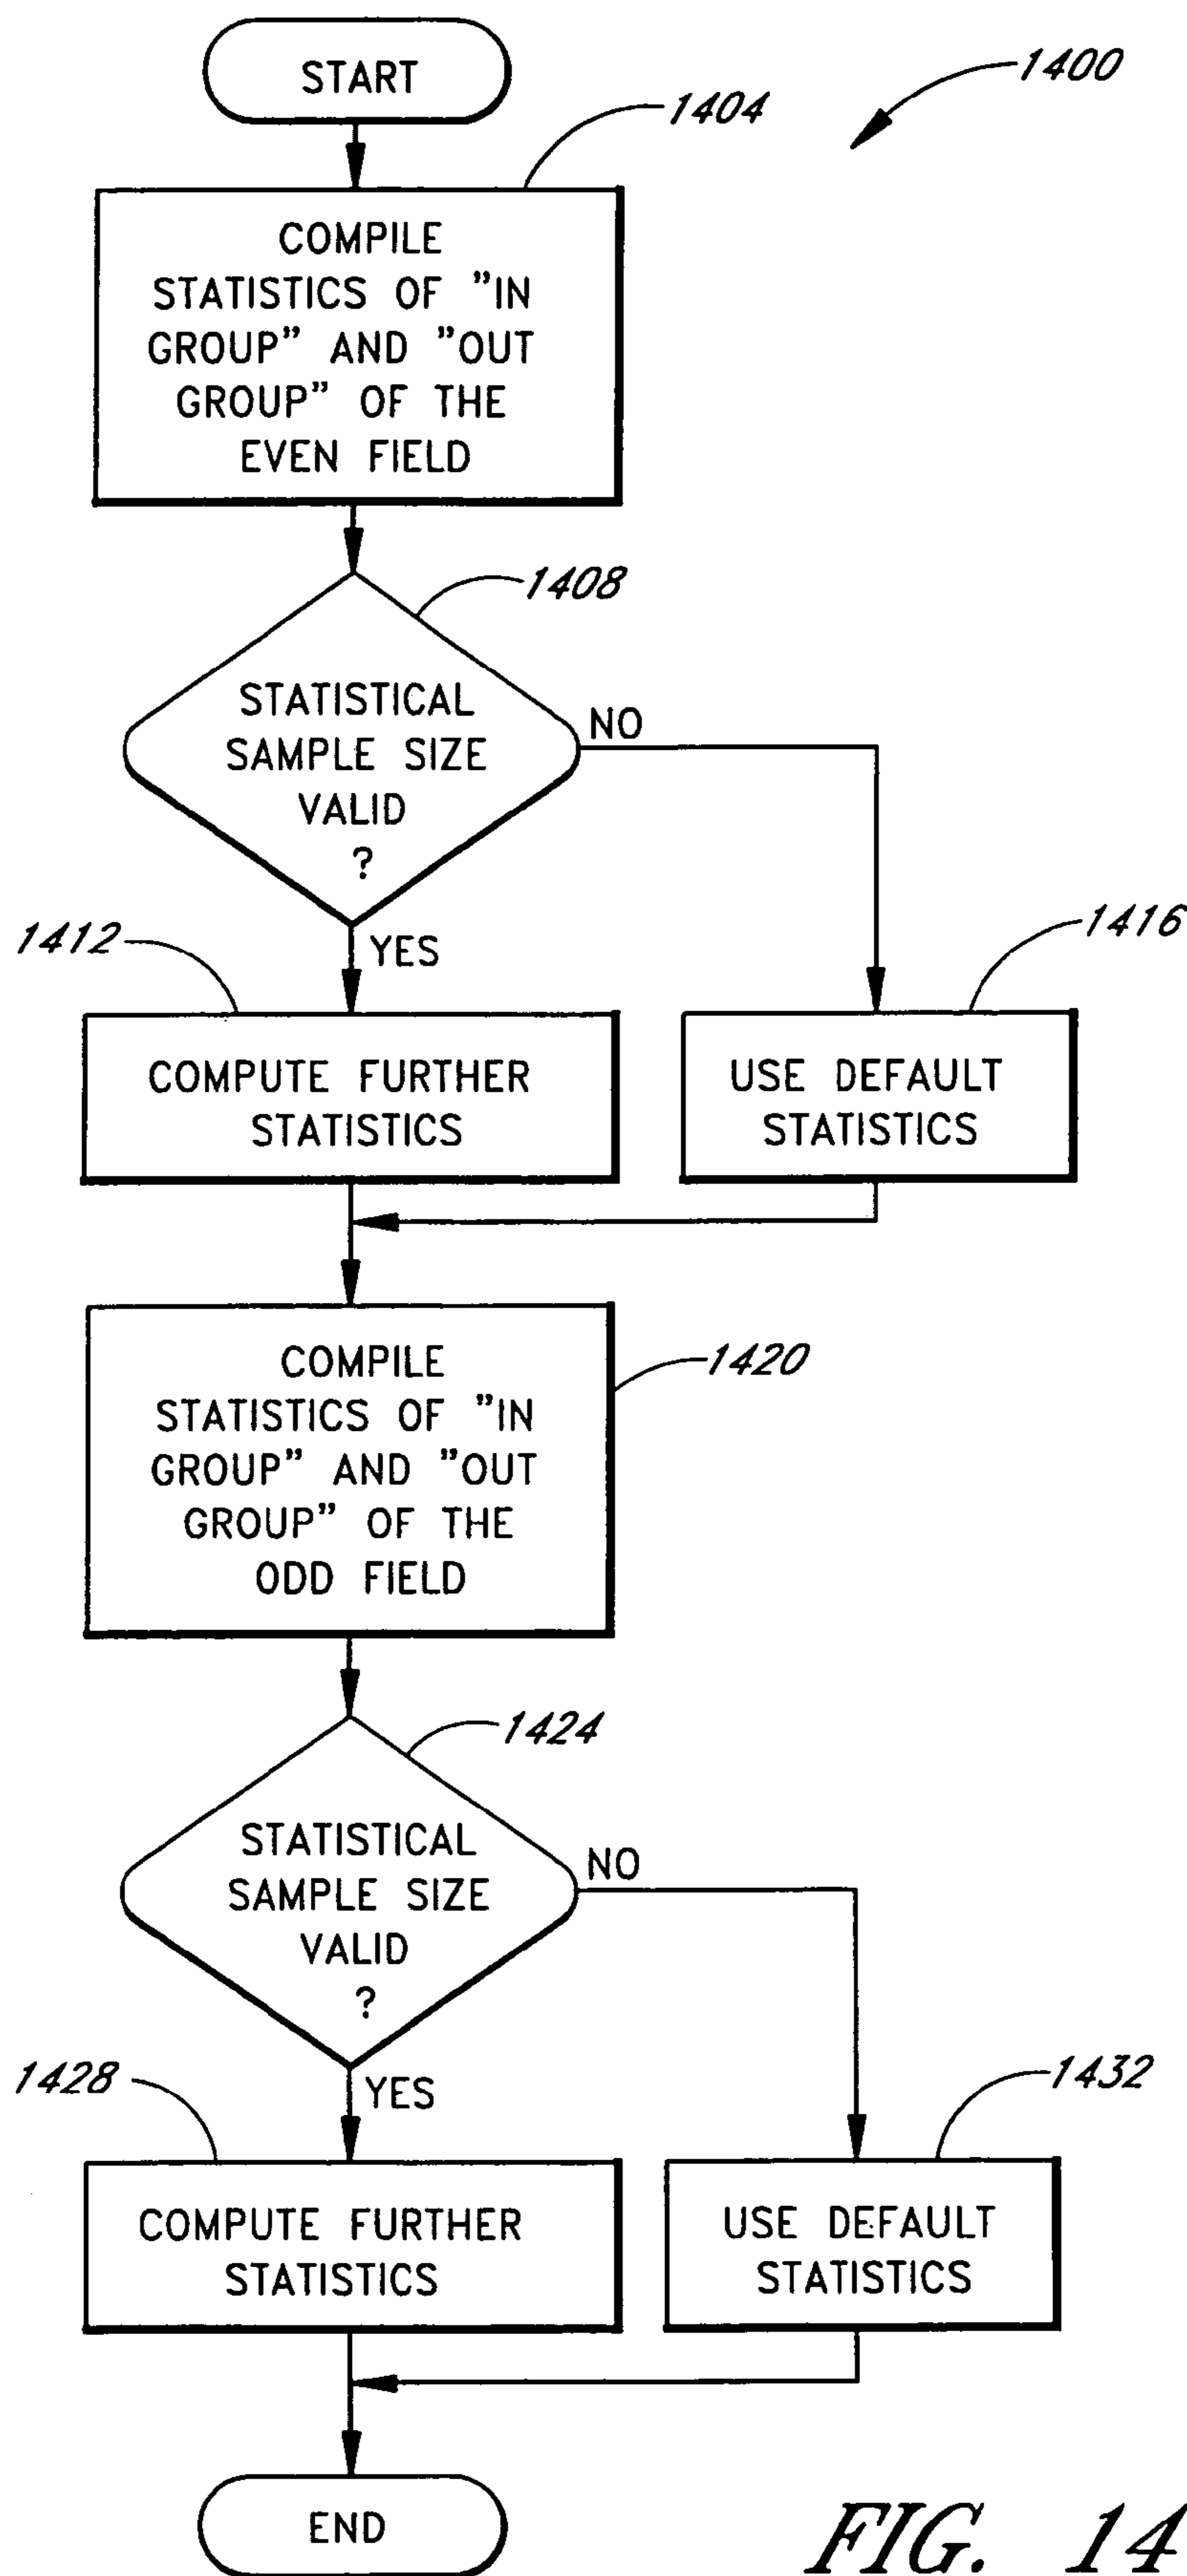 START
1400
1404
COMPILE
STATISTICS OF "IN
GROUP" AND "OUT
GROUP" OF THE
EVEN FIELD
1408
STATISTICAL
SAMPLE SIZE
VALID
?
NO
YES
1412
1416
COMPUTE FURTHER
STATISTICS
USE DEFAULT
STATISTICS
COMPILE
STATISTICS OF "IN
GROUP" AND "OUT
GROUP" OF THE
ODD FIELD
1420
1424
STATISTICAL
SAMPLE SIZE
VALID
?
NO
YES
1428
1432
COMPUTE FURTHER
STATISTICS
USE DEFAULT
STATISTICS
END
FIG. 14